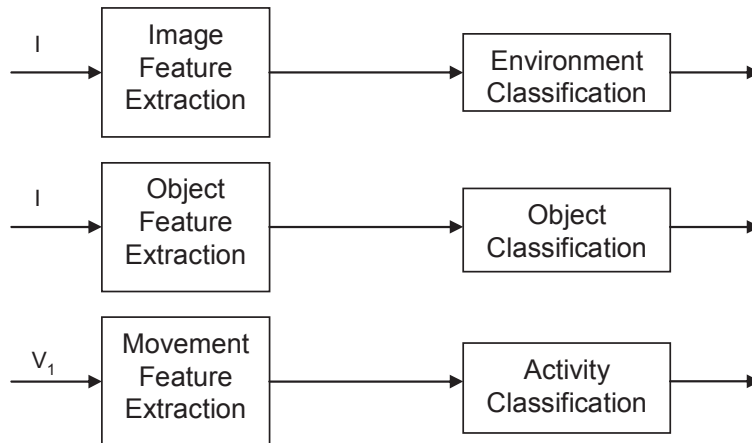 I
Image
Feature
Extraction
Environment
Classification
I
Object
Feature
Extraction
Object
Classification
V₁
Movement
Feature
Extraction
Activity
Classification